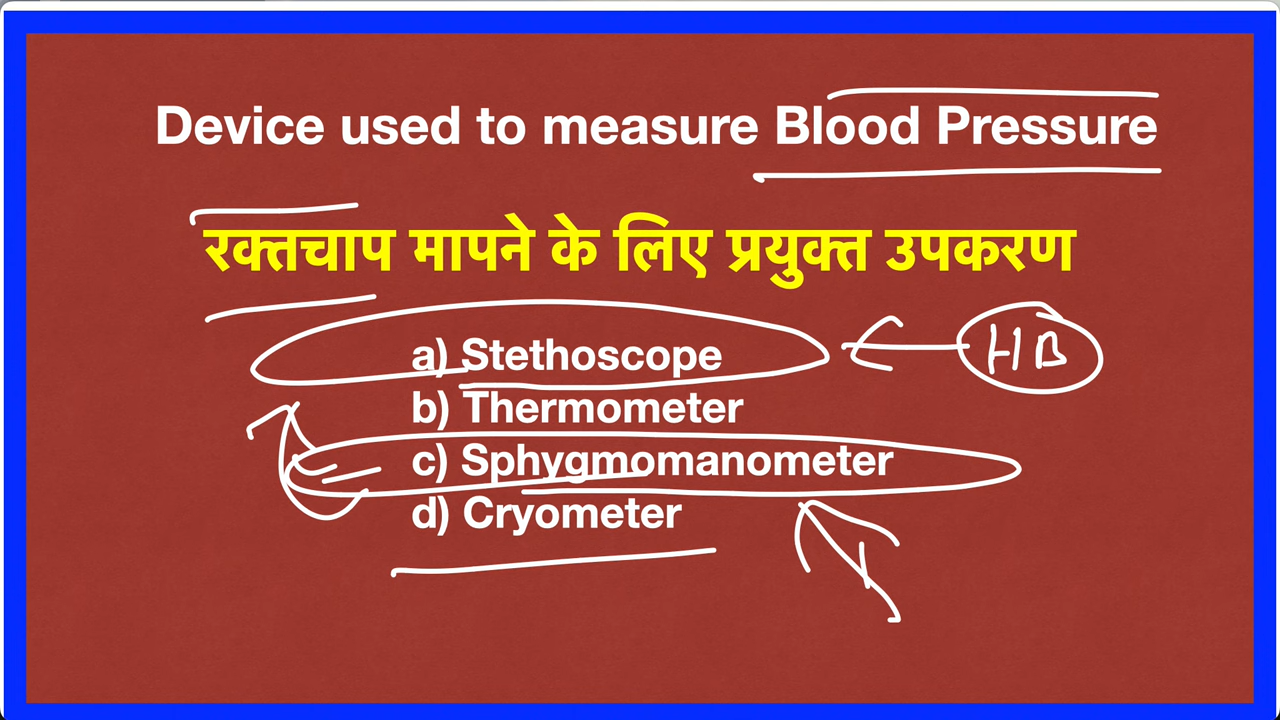 Device used to measure Blood Pressure
रक्तचाप मापने के लिए प्रयुक्त उपकरण
a) Stethoscope
HB
b) Thermometer
c) Sphygmomanometer
d) Cryometer